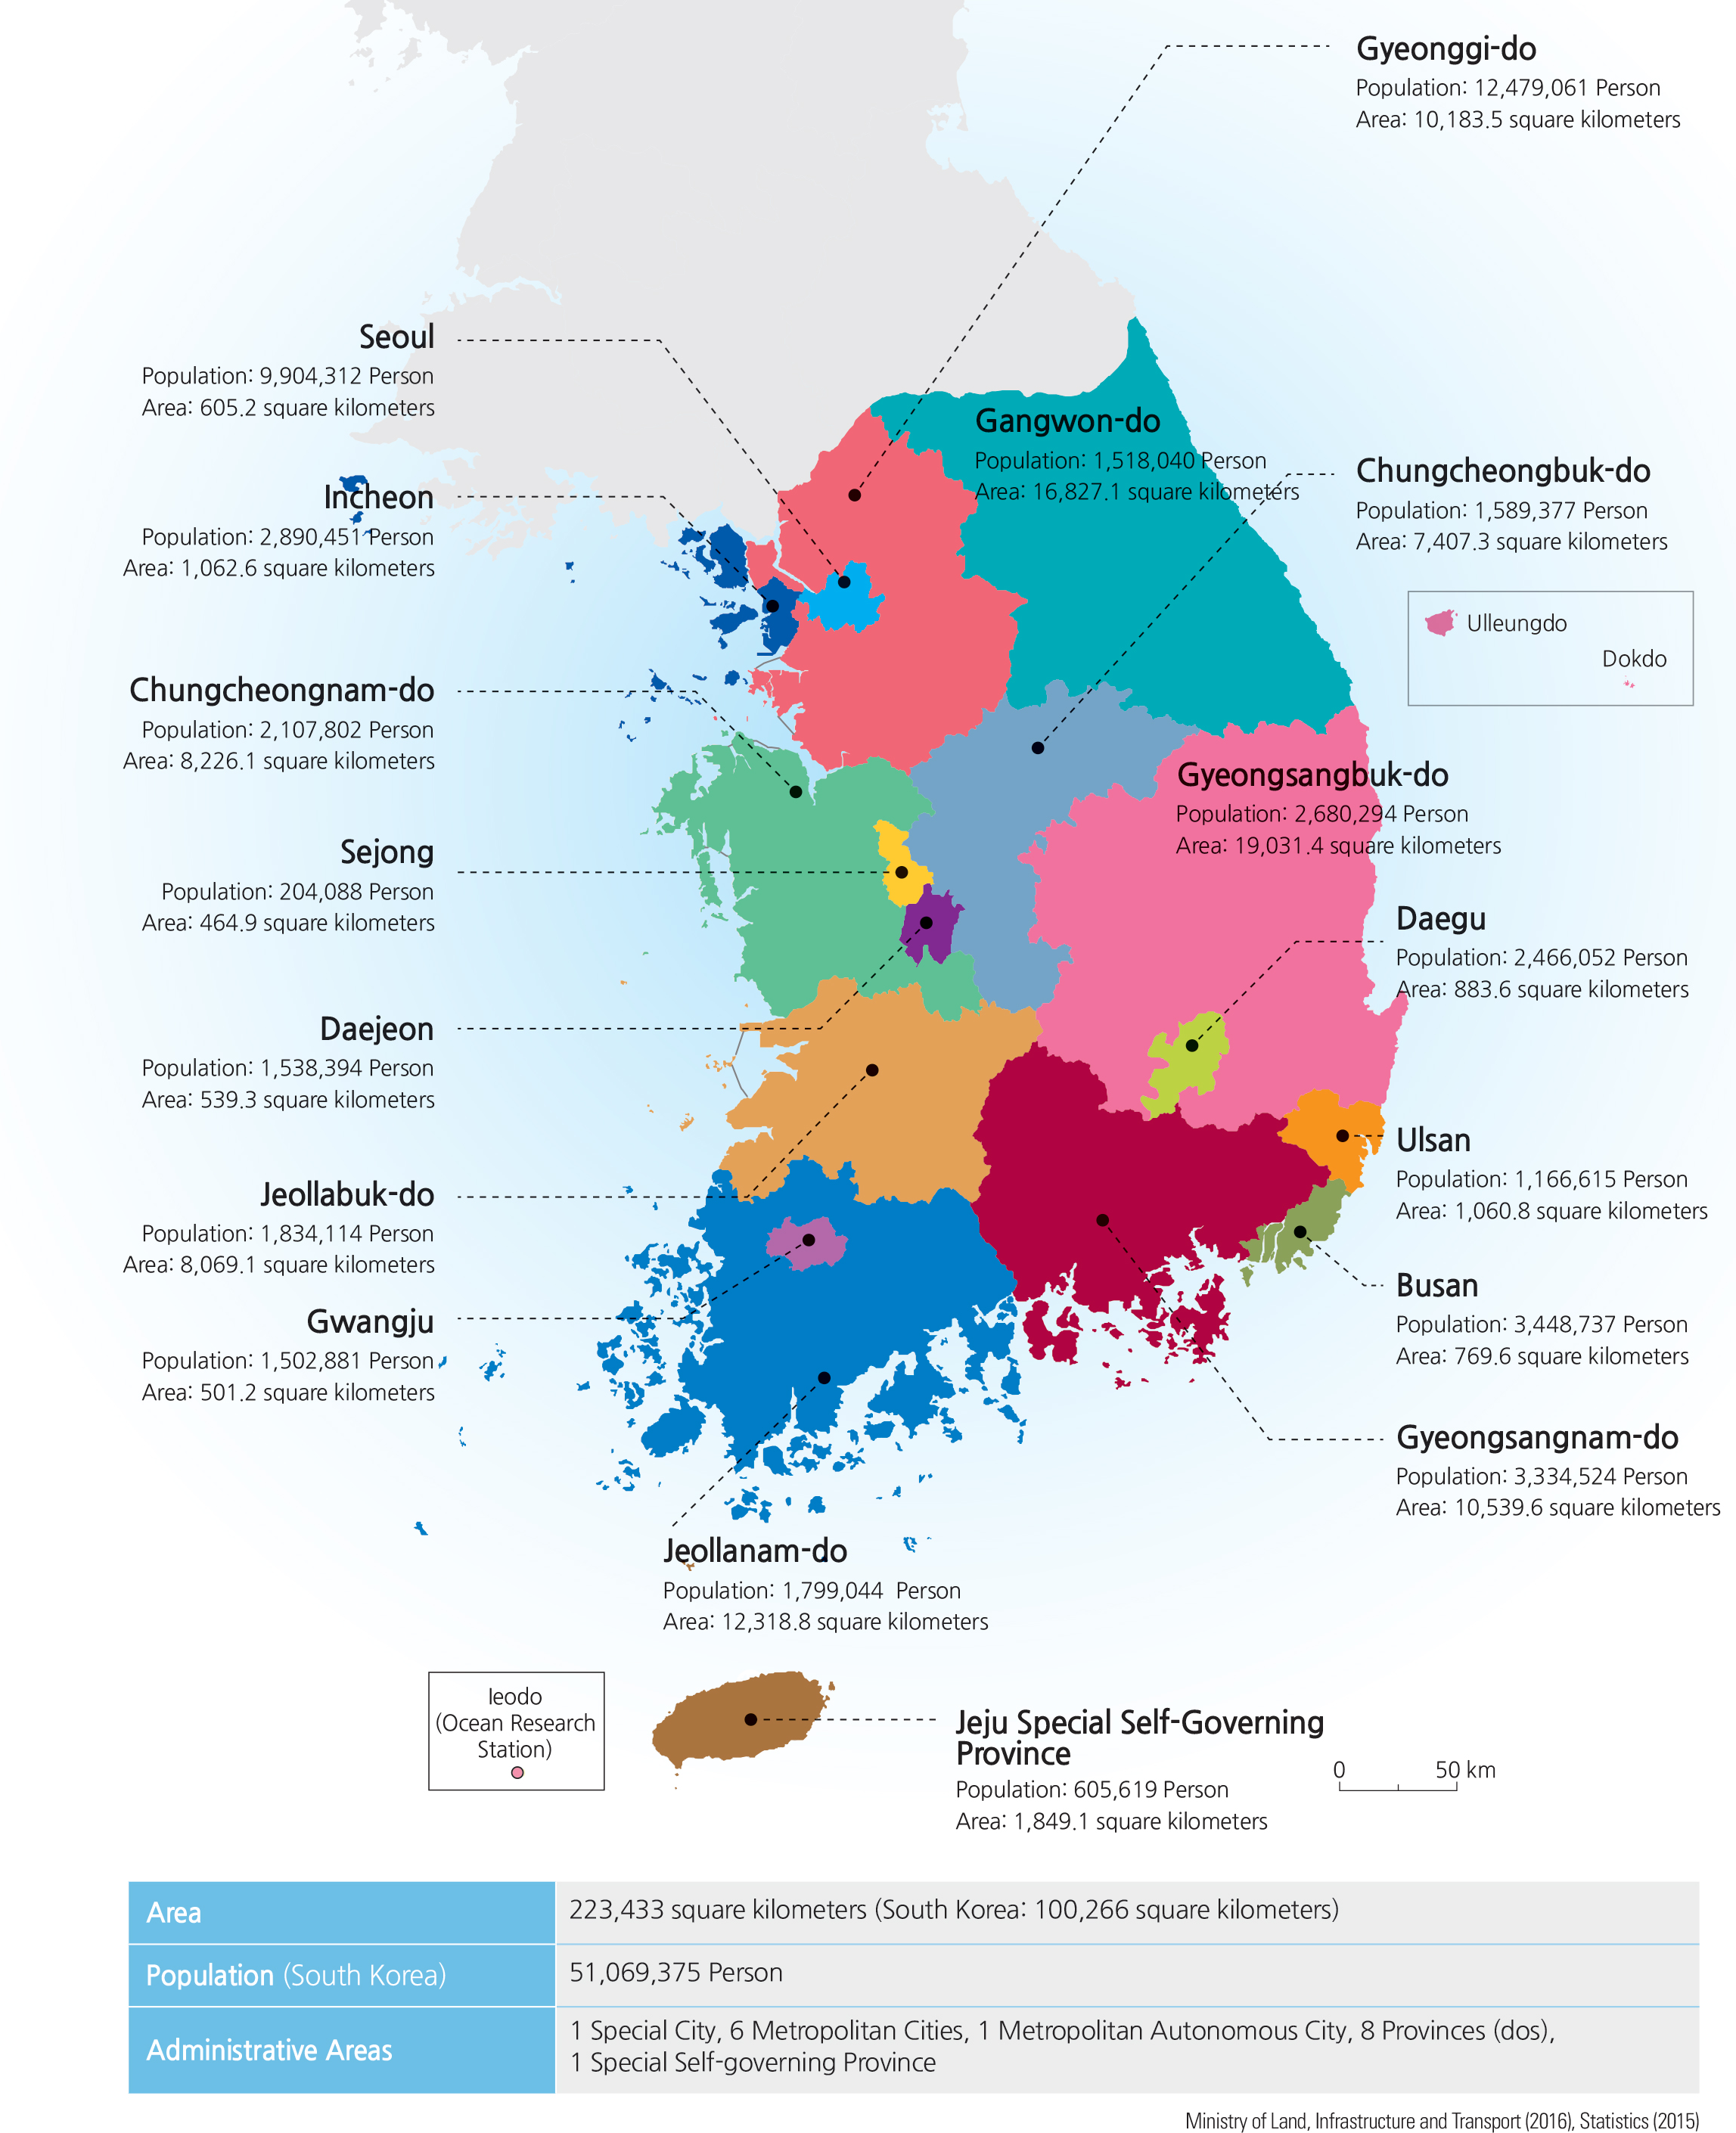 Gyeonggi-do
Population: 12,479,061 Person
Area: 10,183.5 square kilometers
Seoul
Population: 9,904,312 Person
Area: 605.2 square kilometers
Gangwon-do
Population: 1,518,040 Person
Area: 16,827.1 square kilometers
Chungcheongbuk-do
Population: 1,589,377 Person
Area: 7,407.3 square kilometers
Incheon
Population: 2,890,451 Person
Area: 1,062.6 square kilometers
Ulleungdo
Dokdo
Chungcheongnam-do
Population: 2,107,802 Person
Area: 8,226.1 square kilometers
Gyeongsangbuk-do
Population: 2,680,294 Person
Area: 19,031.4 square kilometers
Sejong
Population: 204,088 Person
Area: 464.9 square kilometers
Daegu
Population: 2,466,052 Person
Area: 883.6 square kilometers
Daejeon
Population: 1,538,394 Person
Area: 539.3 square kilometers
Ulsan
Population: 1,166,615 Person
Area: 1,060.8 square kilometers
Jeollabuk-do
Population: 1,834,114 Person
Area: 8,069.1 square kilometers
Busan
Population: 3,448,737 Person
Area: 769.6 square kilometers
Gwangju
Population: 1,502,881 Person
Area: 501.2 square kilometers
Gyeongsangnam-do
Population: 3,334,524 Person
Area: 10,539.6 square kilometers
Jeollanam-do
Population: 1,799,044 Person
Area: 12,318.8 square kilometers
Ieodo
(Ocean Research
Station)
Jeju Special Self-Governing
Province
Population: 605,619 Person
Area: 1,849.1 square kilometers
0 50 km
Area
223,433 square kilometers (South Korea: 100,266 square kilometers)
Population (South Korea)
51,069,375 Person
Administrative Areas
1 Special City, 6 Metropolitan Cities, 1 Metropolitan Autonomous City, 8 Provinces (dos),
1 Special Self-governing Province
Ministry of Land, Infrastructure and Transport (2016), Statistics (2015)